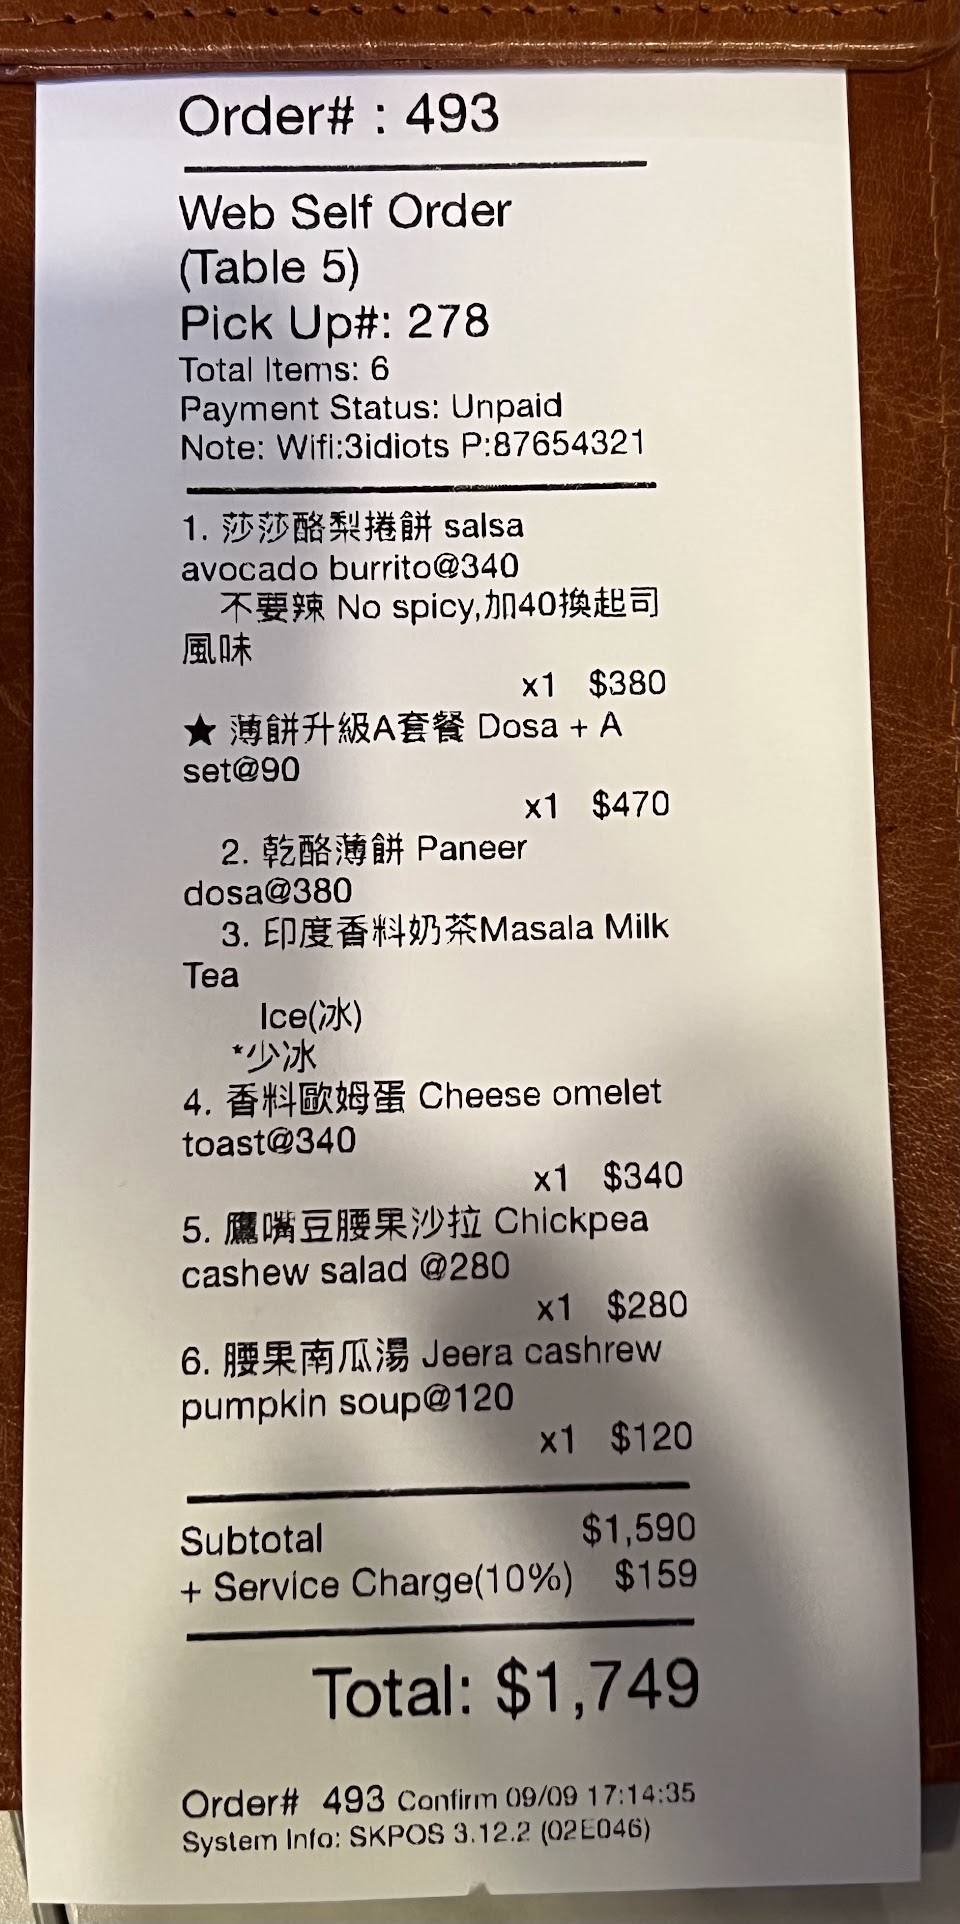 Order# : 493
Web Self Order
(Table 5)
Pick Up#: 278
Total Items: 6
Payment Status: Unpaid
Note: Wifi:3idiots P:87654321
1. 莎莎酪梨捲餅 salsa
avocado burrito@340
不要辣 No spicy,加40換起司
風味
x1 $380
★ 薄餅升級A套餐 Dosa + A
set@90
x1 $470
2. 乾酪薄餅 Paneer
dosa@380
3. 印度香料奶茶Masala Milk
Tea
Ice(冰)
*少冰
4. 香料歐姆蛋 Cheese omelet
toast@340
x1 $340
5. 鷹嘴豆腰果沙拉 Chickpea
cashew salad @280
x1 $280
6. 腰果南瓜湯 Jeera cashrew
pumpkin soup@120
x1 $120
Subtotal $1,590
+ Service Charge(10%) $159
Total: $1,749
Order# 493 Confirm 09/09 17:14:35
System Info: SKPOS 3.12.2 (02E046)